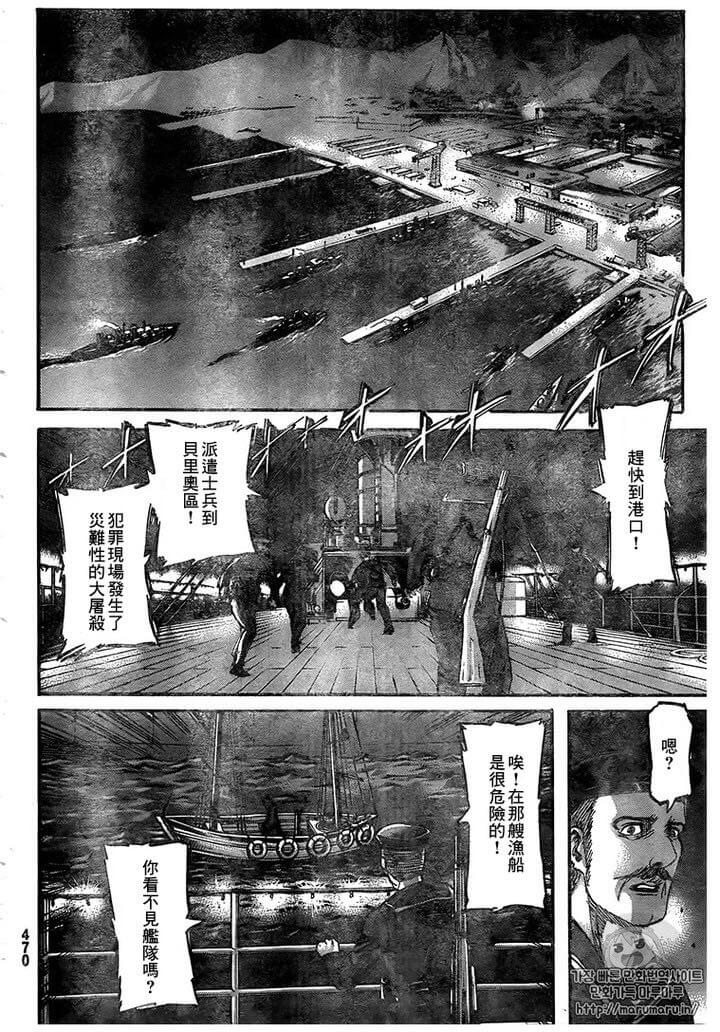 趕快到港口！
派遣士兵到
貝里奧區！
犯罪現場發生了
災難性的大屠殺
嗯？
唉！在那艘漁船
是很危險的！
你看不見艦隊嗎？
470
가장 빠른 만화번역사이트
만화가득 마루마루
http://marumaru.in/